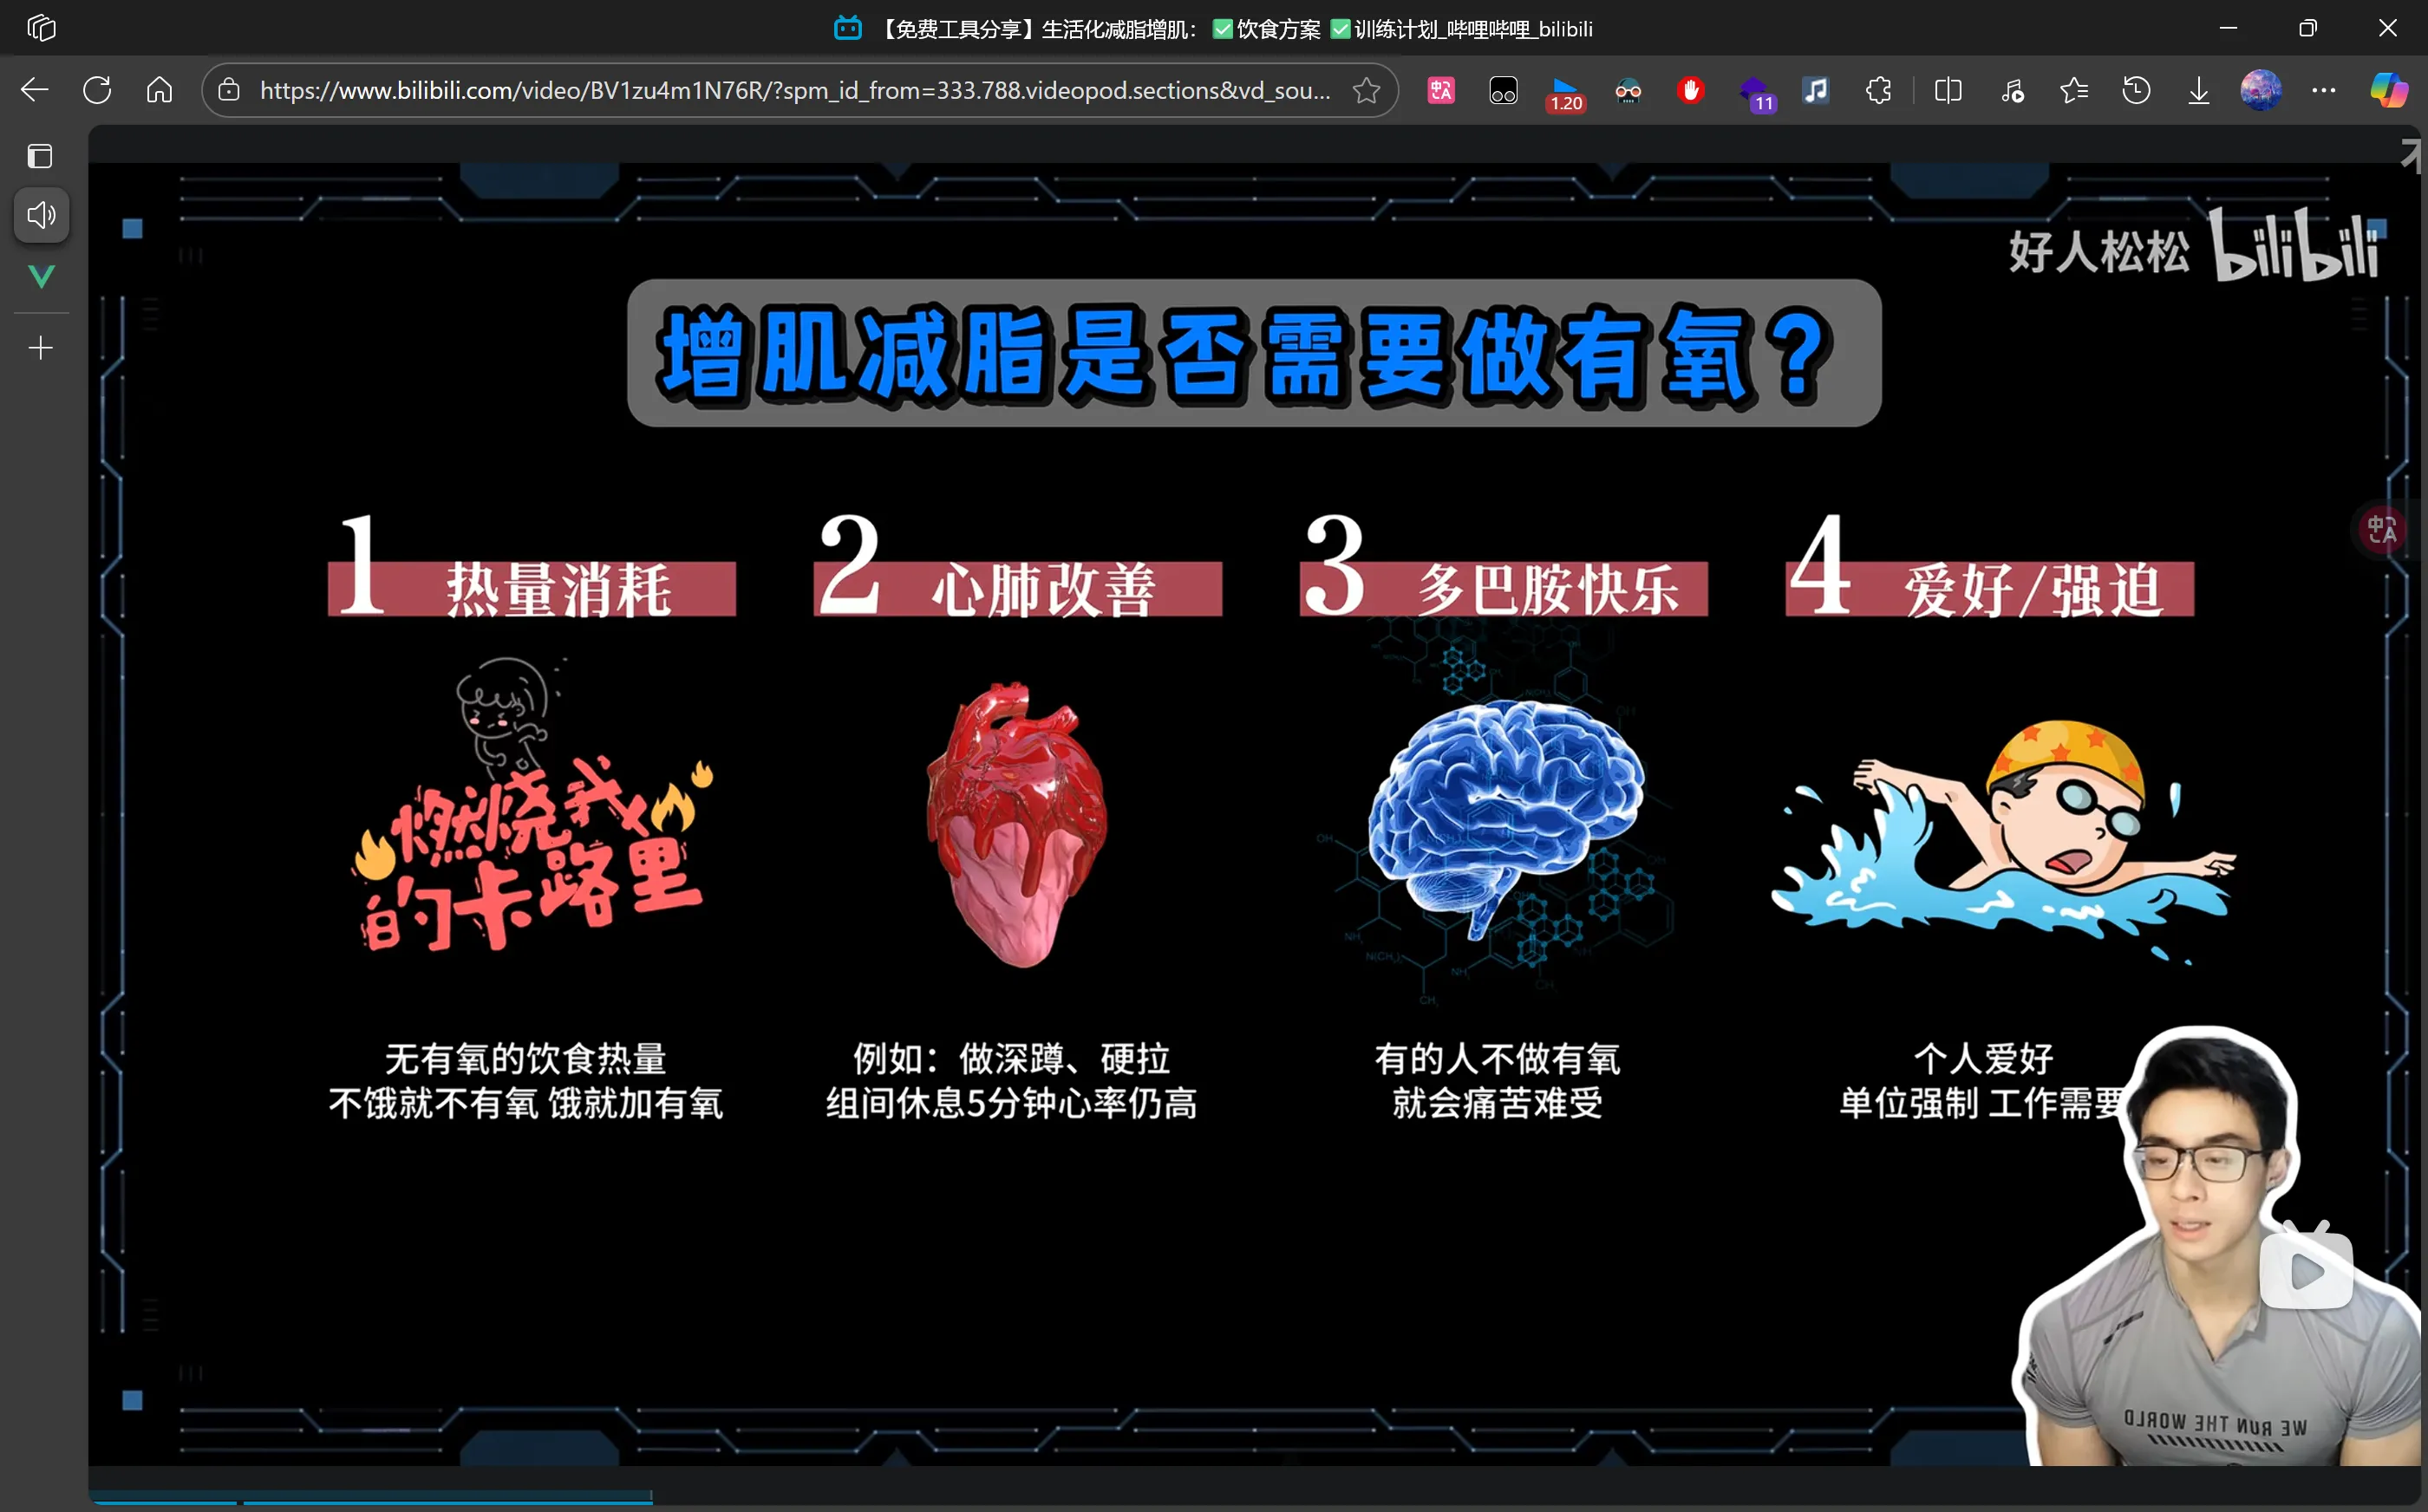 【免费工具分享】生活化减脂增肌：✅饮食方案 ✅训练计划_哔哩哔哩_bilibili
https://www.bilibili.com/video/BV1zu4m1N76R/?spm_id_from=333.788.videopod.sections&vd_sou...
中A
1.20
11
好人松松 bilibili
增肌减脂是否需要做有氧？
1 热量消耗
2 心肺改善
3 多巴胺快乐
4 爱好/强迫
燃烧我
的卡路里
无有氧的饮食热量
不饿就不有氧 饿就加有氧
例如：做深蹲、硬拉
组间休息5分钟心率仍高
有的人不做有氧
就会痛苦难受
个人爱好
单位强制 工作需要
中A
WE RUN THE WORLD